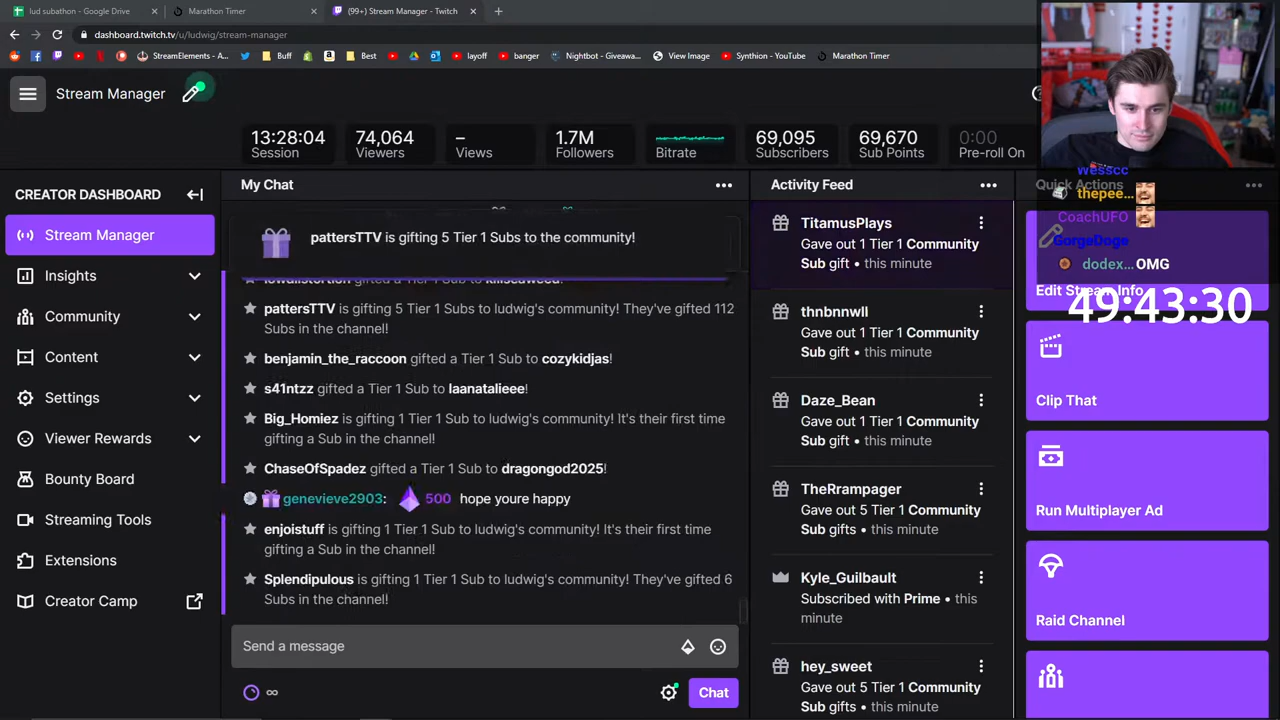 lud subathon - Google Drive
Marathon Timer
(99+) Stream Manager - Twitch
dashboard.twitch.tv/u/ludwig/stream-manager
StreamElements - A...
Buff
Best
layoff
banger
Nightbot - Giveawa...
View Image
Synthion - YouTube
Marathon Timer
Stream Manager
13:28:04
Session
74,064
Viewers
–
Views
1.7M
Followers
Bitrate
69,095
Subscribers
69,670
Sub Points
0:00
Pre-roll On
CREATOR DASHBOARD
Stream Manager
Insights
Community
Content
Settings
Viewer Rewards
Bounty Board
Streaming Tools
Extensions
Creator Camp
My Chat
pattersTTV is gifting 5 Tier 1 Subs to the community!
pattersTTV is gifting 5 Tier 1 Subs to ludwig's community! They've gifted 112
Subs in the channel!
benjamin_the_raccoon gifted a Tier 1 Sub to cozykidjas!
s41ntzz gifted a Tier 1 Sub to laanatalieee!
Big_Homiez is gifting 1 Tier 1 Sub to ludwig's community! It's their first time
gifting a Sub in the channel!
ChaseOfSpadez gifted a Tier 1 Sub to dragongod2025!
genevieve2903: 500 hope youre happy
enjoistuff is gifting 1 Tier 1 Sub to ludwig's community! It's their first time
gifting a Sub in the channel!
Splendipulous is gifting 1 Tier 1 Sub to ludwig's community! They've gifted 6
Subs in the channel!
Send a message
∞
Chat
Activity Feed
TitamusPlays
Gave out 1 Tier 1 Community
Sub gift • this minute
thnbnnwll
Gave out 1 Tier 1 Community
Sub gift • this minute
Daze_Bean
Gave out 1 Tier 1 Community
Sub gift • this minute
TheRrampager
Gave out 5 Tier 1 Community
Sub gifts • this minute
Kyle_Guilbault
Subscribed with Prime • this
minute
hey_sweet
Gave out 5 Tier 1 Community
Sub gifts • this minute
Wesscc
Quick Actions
thepee...
CoachUFO
GorgeDoge
dodex... OMG
Edit Stream Info
49:43:30
Clip That
Run Multiplayer Ad
Raid Channel